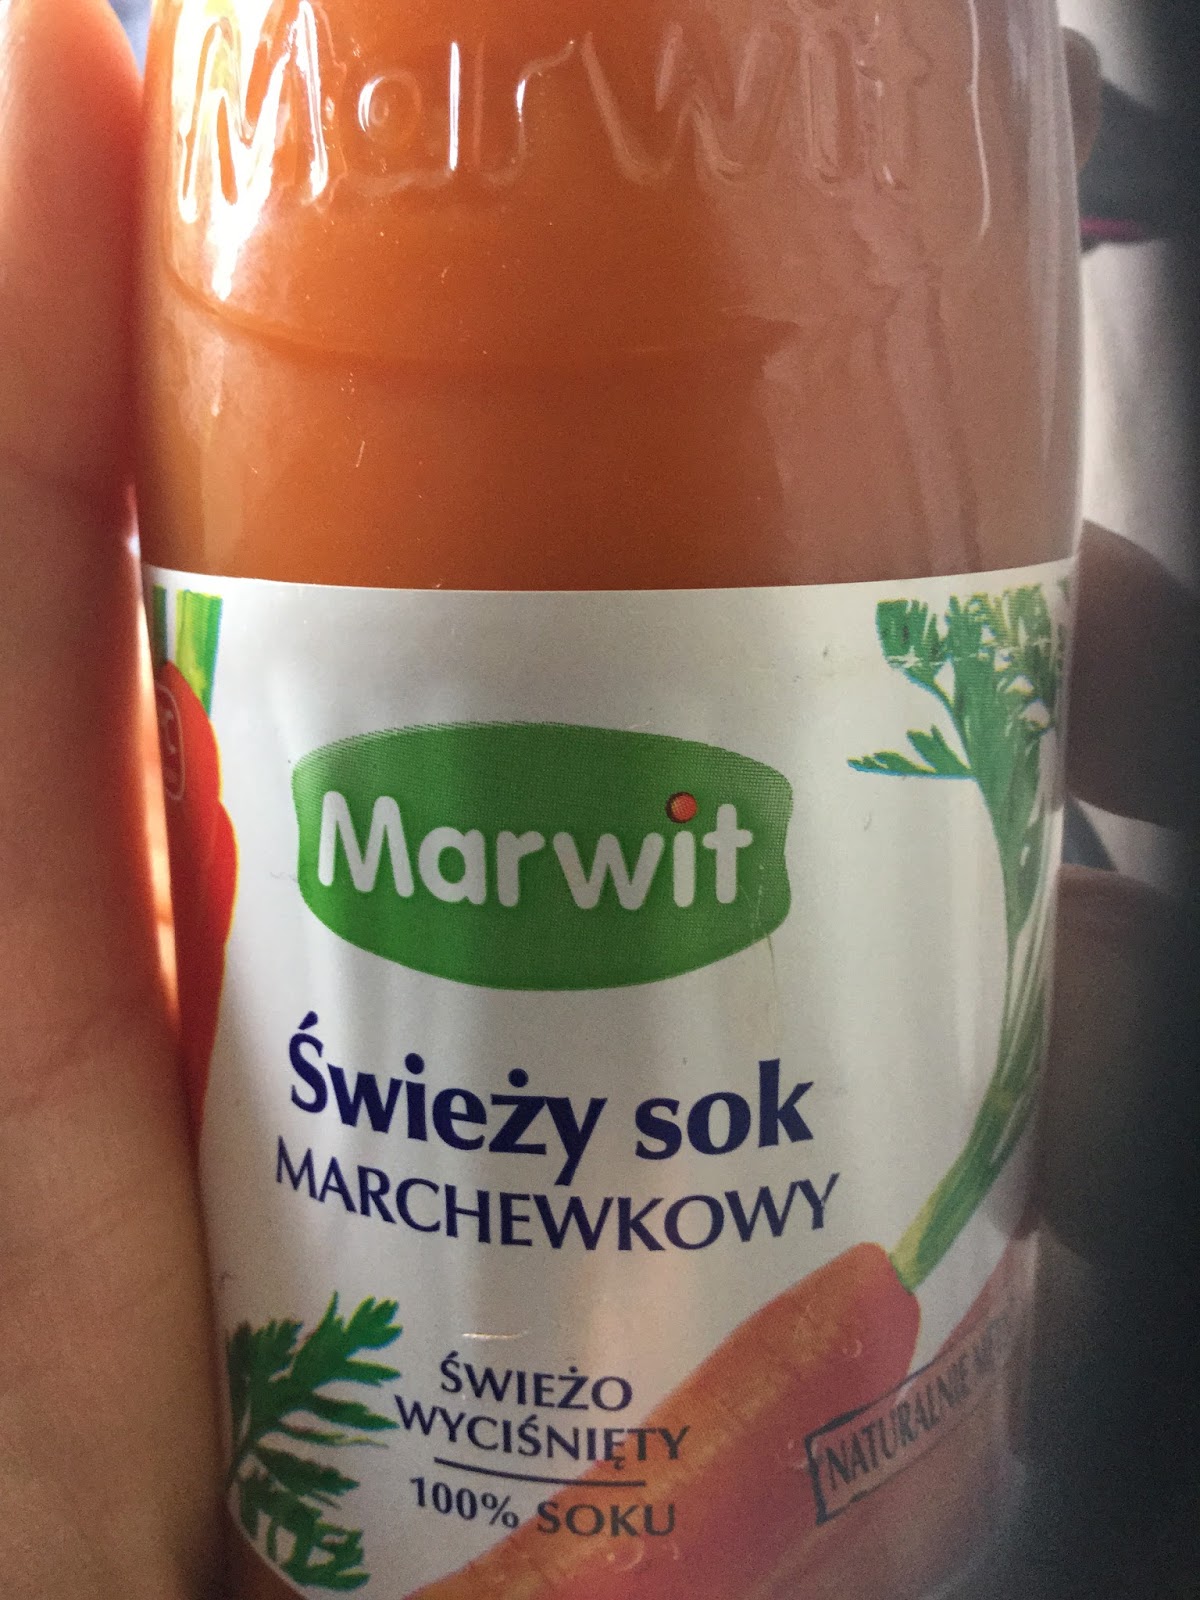 Marwit
Marwit
Świeży sok
MARCHEWKOWY
ŚWIEŻO
WYCIŚNIĘTY
100% SOKU
NATURALNIE